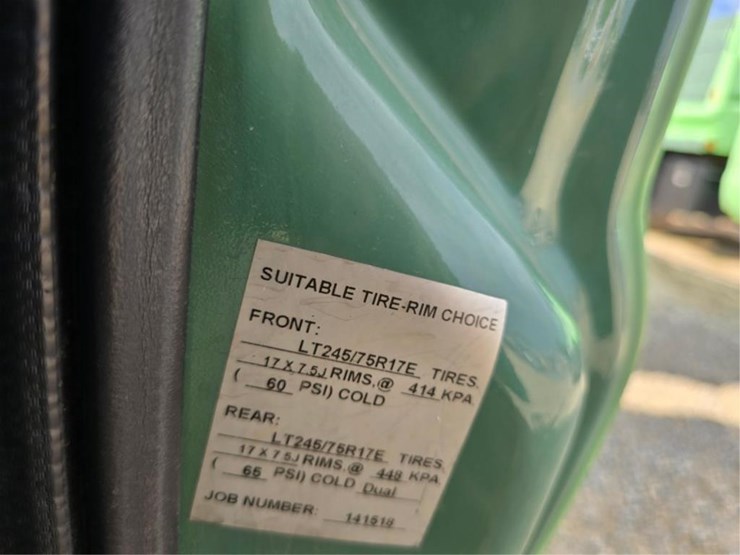 SUITABLE TIRE-RIM CHOICE
FRONT:
LT245/75R17E TIRES,
17 X 7.5J RIMS,@ 414 KPA
( 60 PSI) COLD
REAR:
LT245/75R17E TIRES,
17 X 7.5J RIMS.@ 448 KPA
( 65 PSI) COLD Dual
JOB NUMBER: